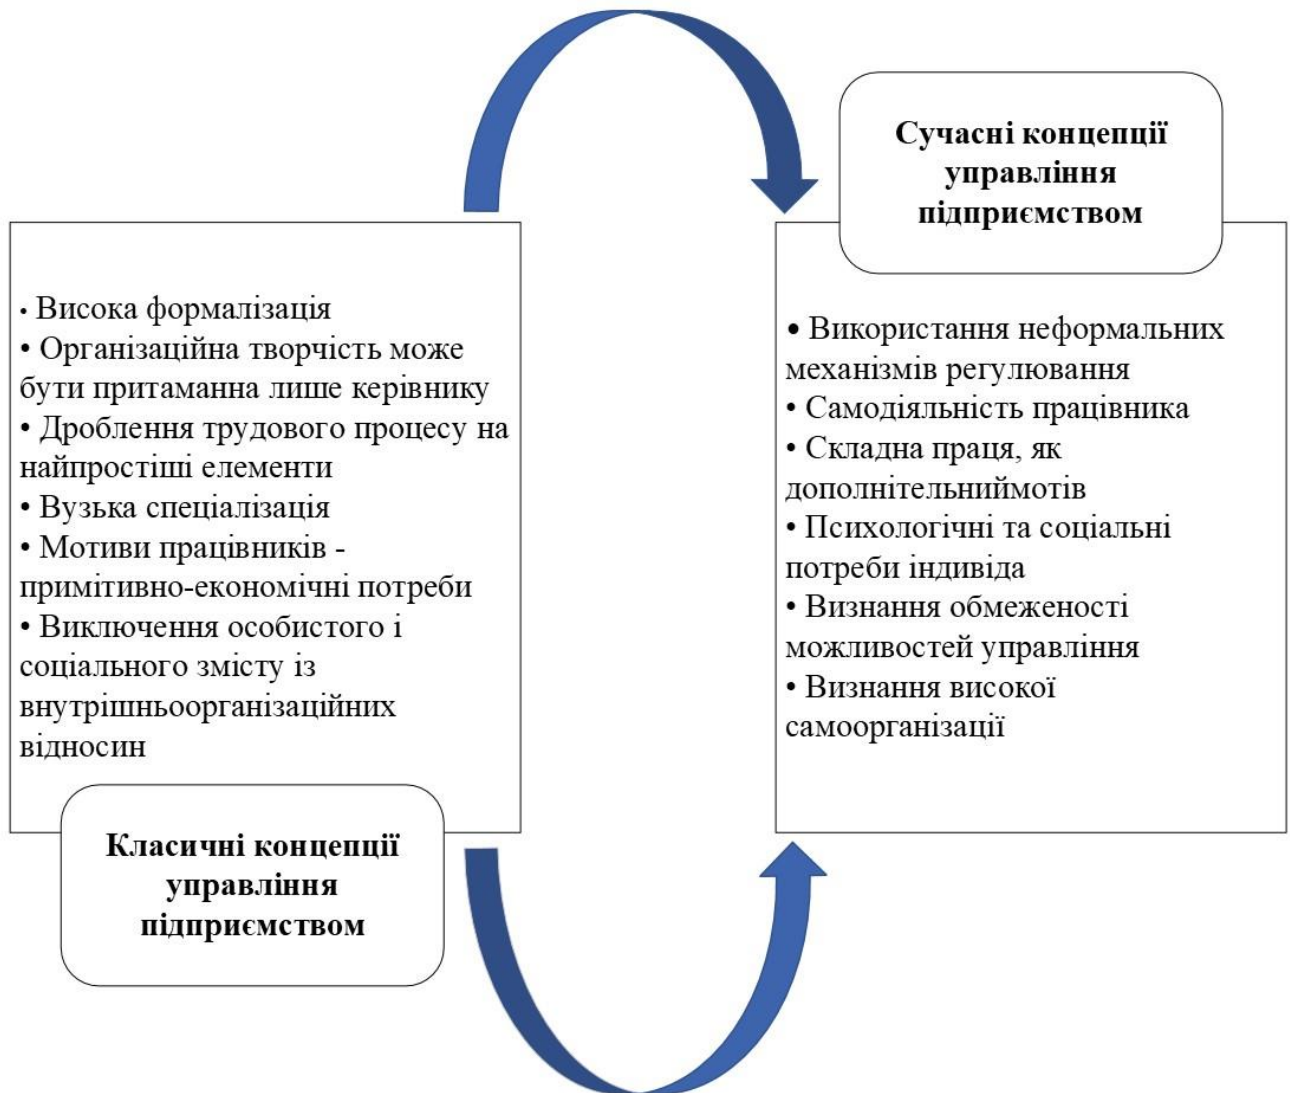 • Висока формалізація
• Організаційна творчість може
бути притаманна лише керівнику
• Дроблення трудового процесу на
найпростіші елементи
• Вузька спеціалізація
• Мотиви працівників -
примітивно-економічні потреби
• Виключення особистого і
соціального змісту із
внутрішньоорганізаційних
відносин
Класичні концепції
управління
підприємством
Сучасні концепції
управління
підприємством
• Використання неформальних
механізмів регулювання
• Самодіяльність працівника
• Складна праця, як
дополнітельниймотів
• Психологічні та соціальні
потреби індивіда
• Визнання обмеженості
можливостей управління
• Визнання високої
самоорганізації